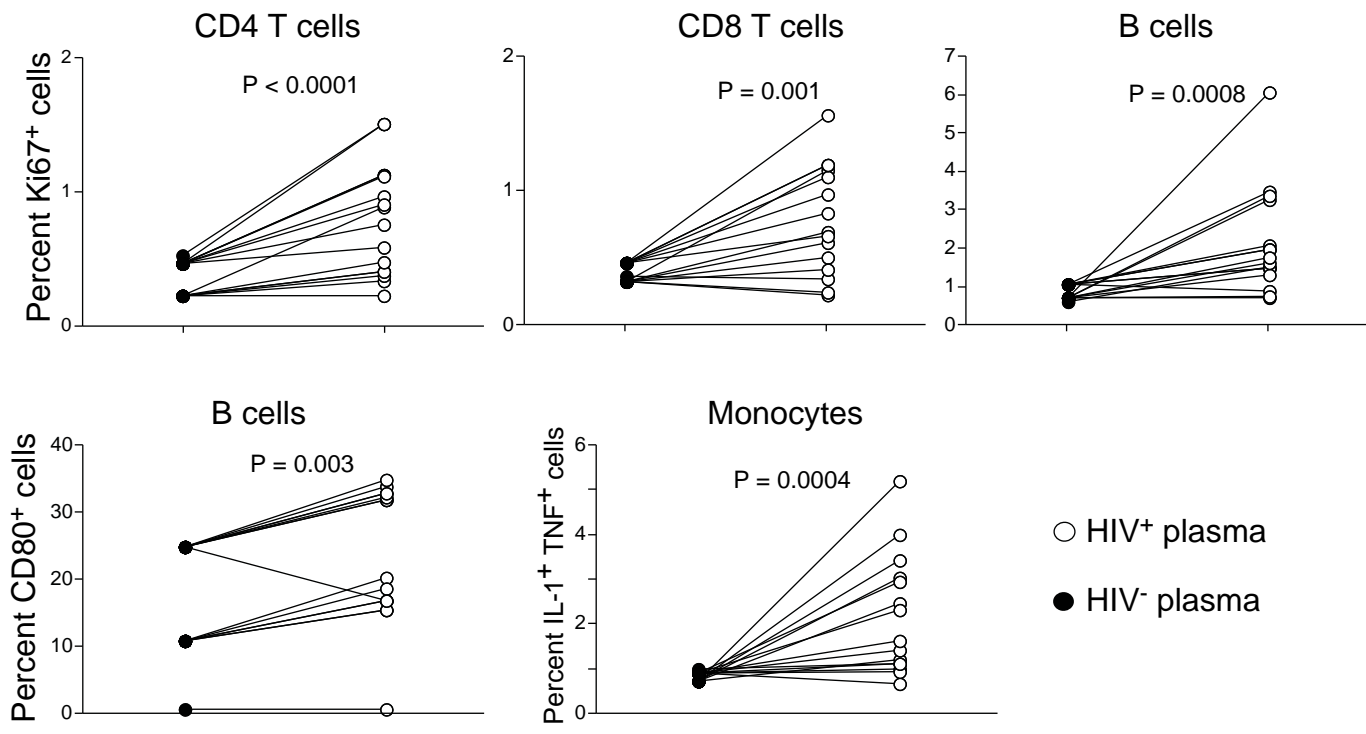 CD4 T cells
CD8 T cells
B cells
Percent Ki67⁺ cells
2
1
0
P < 0.0001
2
1
0
P = 0.001
7
6
5
4
3
2
1
0
P = 0.0008
B cells
Monocytes
Percent CD80⁺ cells
40
30
20
10
0
P = 0.003
Percent IL-1⁺ TNF⁺ cells
6
4
2
0
P = 0.0004
HIV⁺ plasma
HIV⁻ plasma